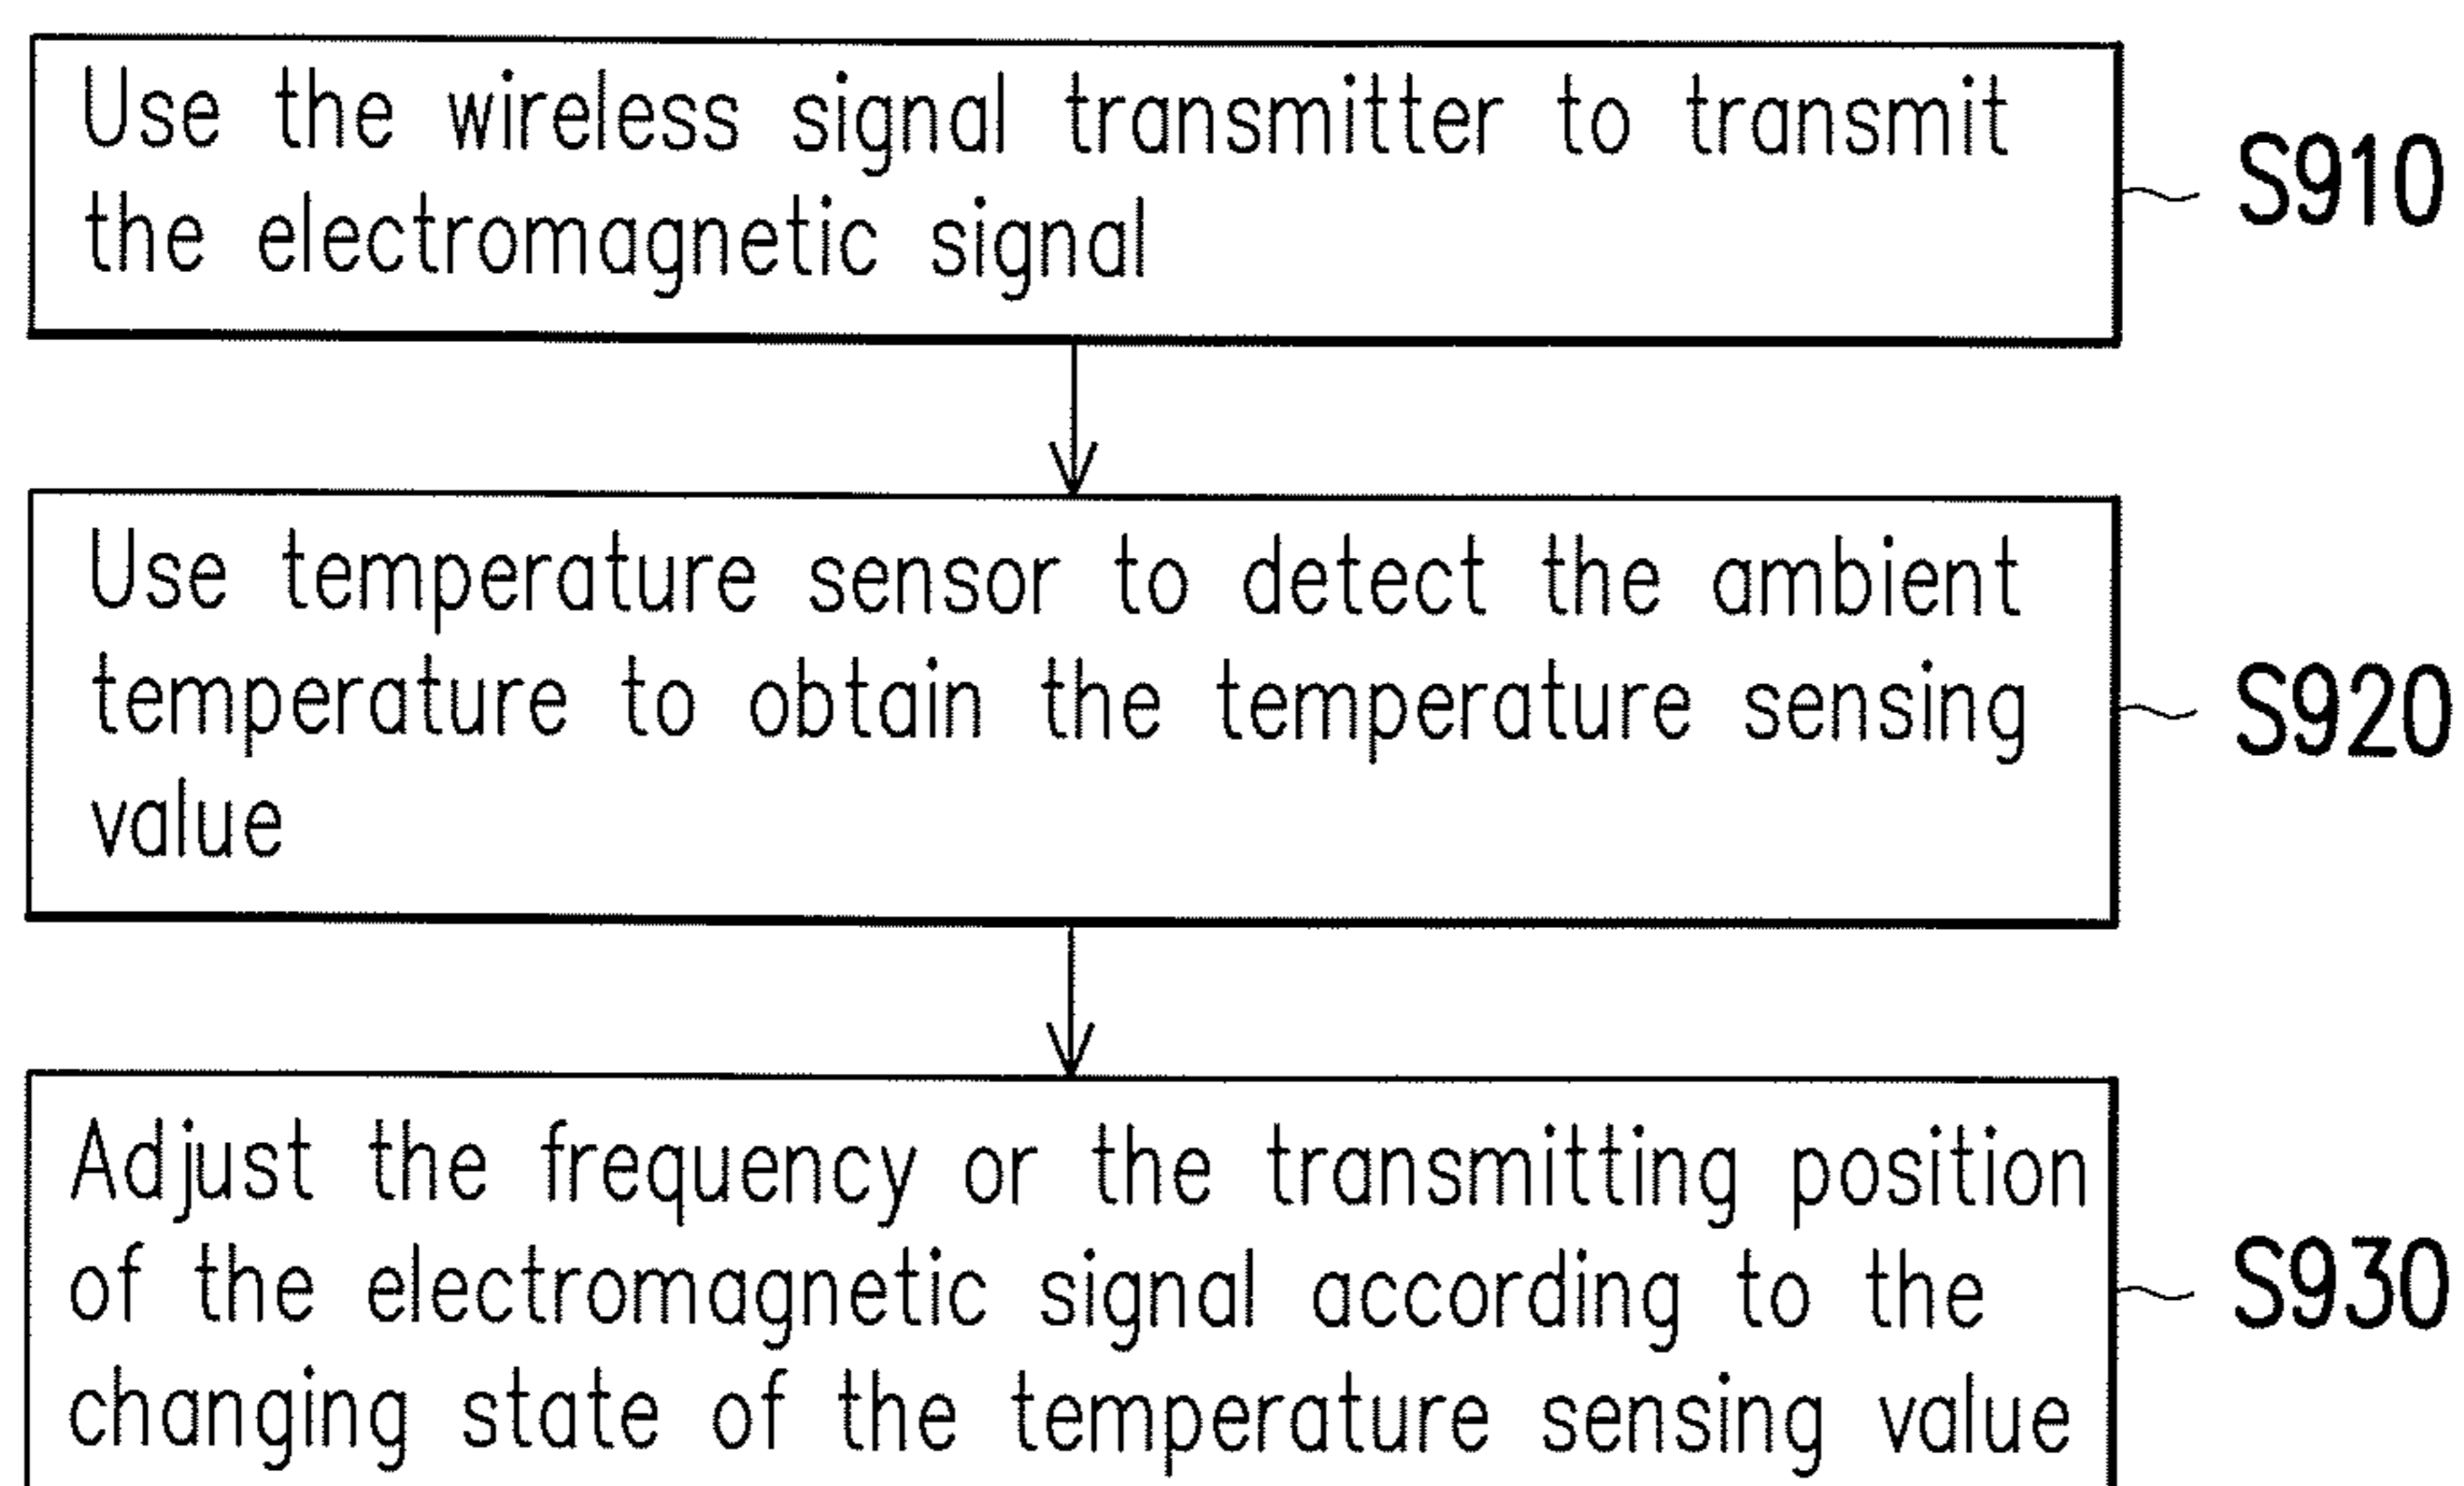 Use the wireless signal transmitter to transmit
the electromagnetic signal
S910
Use temperature sensor to detect the ambient
temperature to obtain the temperature sensing
value
S920
Adjust the frequency or the transmitting position
of the electromagnetic signal according to the
changing state of the temperature sensing value
S930